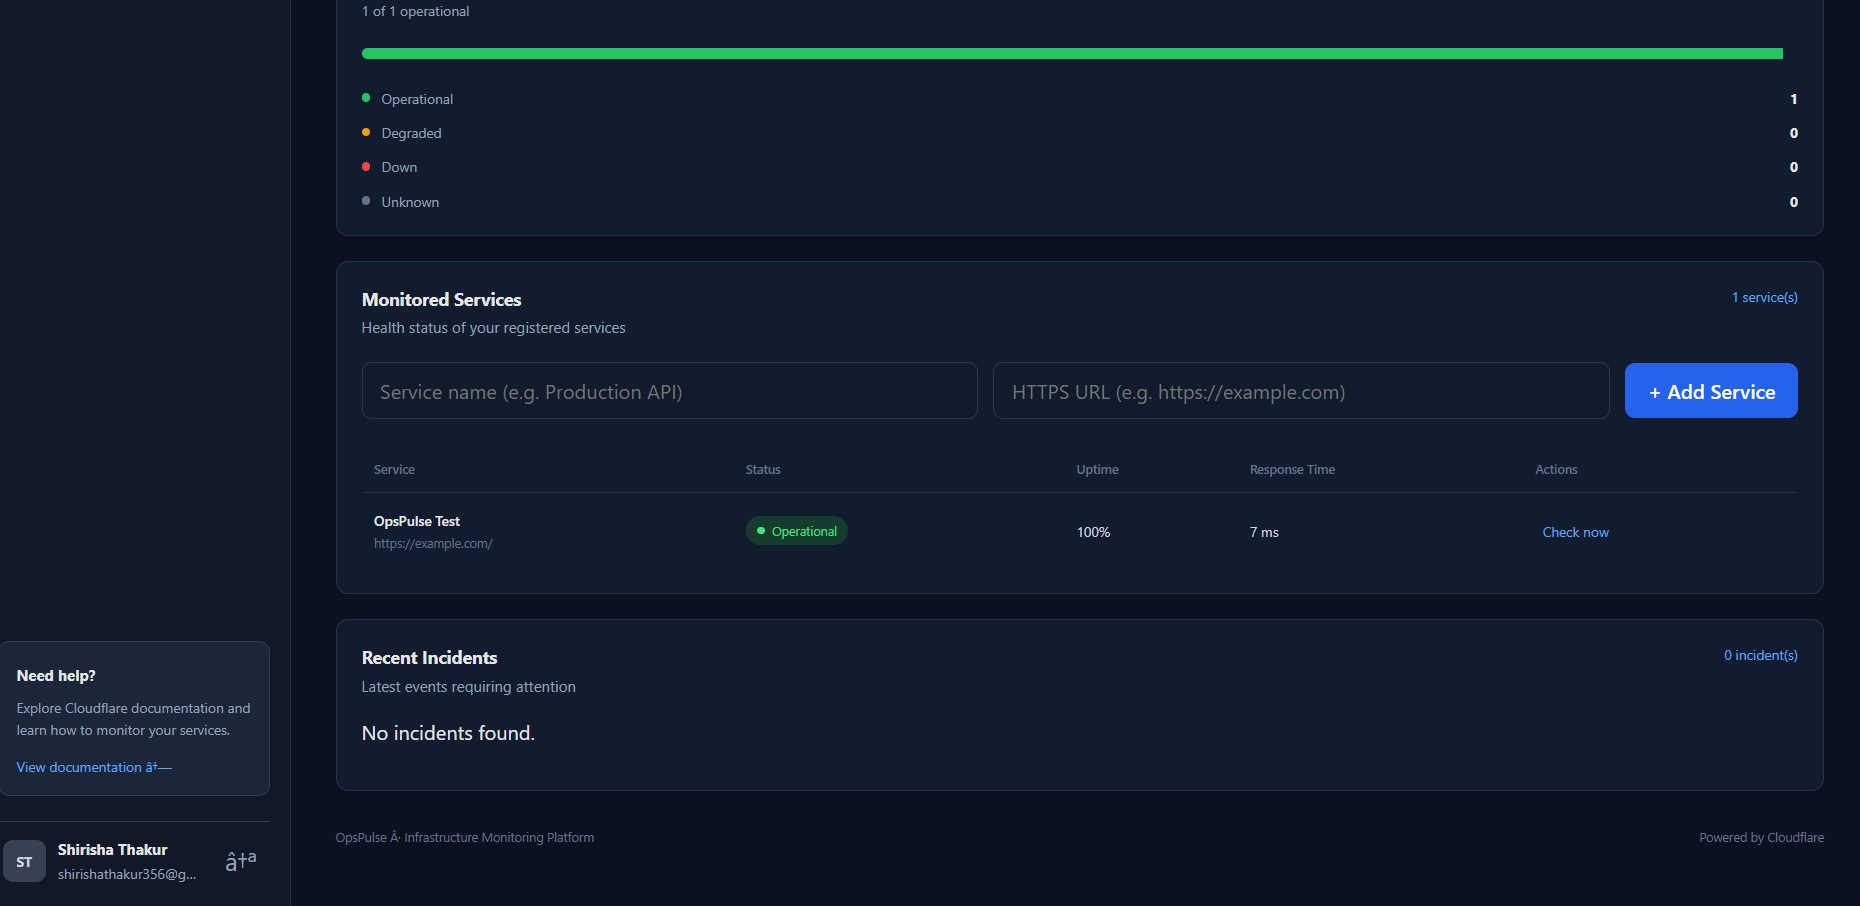 1 of 1 operational
Operational 1
Degraded 0
Down 0
Unknown 0
Monitored Services 1 service(s)
Health status of your registered services
Service name (e.g. Production API) HTTPS URL (e.g. https://example.com) + Add Service
Service Status Uptime Response Time Actions
OpsPulse Test
https://example.com/ Operational 100% 7 ms Check now
Recent Incidents 0 incident(s)
Latest events requiring attention
No incidents found.
OpsPulse Â· Infrastructure Monitoring Platform Powered by Cloudflare
Need help?
Explore Cloudflare documentation and
learn how to monitor your services.
View documentation â†—
ST Shirisha Thakur â†ª
shirishathakur356@g...